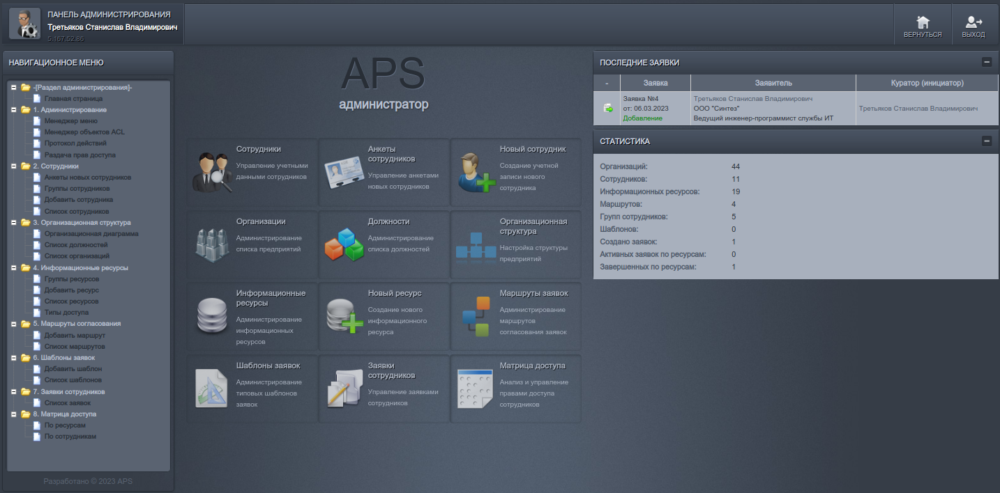 ПАНЕЛЬ АДМИНИСТРИРОВАНИЯ
Третьяков Станислав Владимирович
5.167.52.86
ВЕРНУТЬСЯ
ВЫХОД
НАВИГАЦИОННОЕ МЕНЮ
-[Раздел администрирования]-
Главная страница
1. Администрирование
Менеджер меню
Менеджер объектов ACL
Протокол действий
Раздача прав доступа
2. Сотрудники
Анкеты новых сотрудников
Группы сотрудников
Добавить сотрудника
Список сотрудников
3. Организационная структура
Организационная диаграмма
Список должностей
Список организаций
4. Информационные ресурсы
Группы ресурсов
Добавить ресурс
Список ресурсов
Типы доступа
5. Маршруты согласования
Добавить маршрут
Список маршрутов
6. Шаблоны заявок
Добавить шаблон
Список шаблонов
7. Заявки сотрудников
Список заявок
8. Матрица доступа
По ресурсам
По сотрудникам
Разработано © 2023 APS
APS
администратор
Сотрудники
Управление учетными
данными сотрудников
Анкеты
сотрудников
Управление анкетами
новых сотрудников
Новый сотрудник
Создание учетной
записи нового
сотрудника
Организации
Администрирование
списка предприятий
Должности
Администрирование
списка должностей
Организационная
структура
Настройка структуры
предприятий
Информационные
ресурсы
Администрирование
информационных
ресурсов
Новый ресурс
Создание нового
информационного
ресурса
Маршруты заявок
Администрирование
маршрутов
согласования заявок
Шаблоны заявок
Администрирование
типовых шаблонов
заявок
Заявки
сотрудников
Управление заявками
сотрудников
Матрица доступа
Анализ и управление
правами доступа
сотрудников
ПОСЛЕДНИЕ ЗАЯВКИ
- Заявка Заявитель Куратор (инициатор)
Заявка №4
от: 06.03.2023
Добавление
Третьяков Станислав Владимирович
ООО "Синтез"
Ведущий инженер-программист службы ИТ
Третьяков Станислав Владимирович
СТАТИСТИКА
Организаций: 44
Сотрудников: 11
Информационных ресурсов: 19
Маршрутов: 4
Групп сотрудников: 5
Шаблонов: 0
Создано заявок: 1
Активных заявок по ресурсам: 0
Завершенных по ресурсам: 1